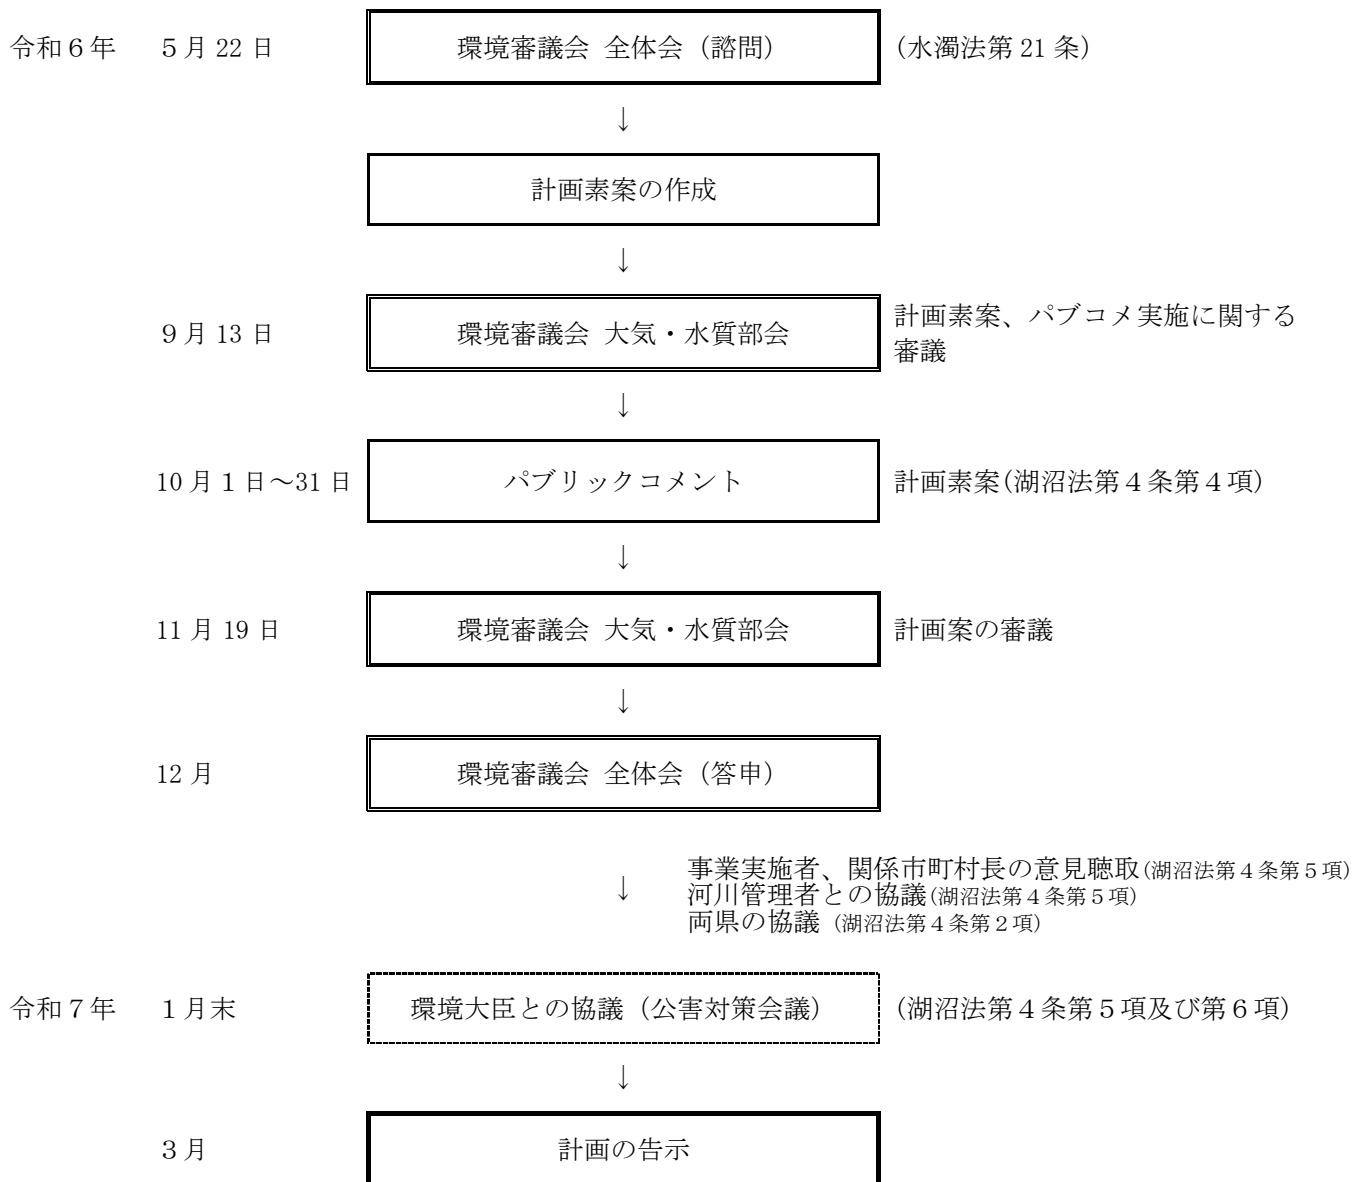 令和６年 ５月 22 日 環境審議会 全体会（諮問） (水濁法第 21 条)
↓
計画素案の作成
↓
９月 13 日 環境審議会 大気・水質部会 計画素案、パブコメ実施に関する
審議
↓
10 月１日～31 日 パブリックコメント 計画素案(湖沼法第４条第４項)
↓
11 月 19 日 環境審議会 大気・水質部会 計画案の審議
↓
12 月 環境審議会 全体会（答申）
事業実施者、関係市町村長の意見聴取(湖沼法第４条第５項)
↓ 河川管理者との協議(湖沼法第４条第５項)
両県の協議 (湖沼法第４条第２項)
令和７年 １月末 環境大臣との協議（公害対策会議） (湖沼法第４条第５項及び第６項)
↓
３月 計画の告示